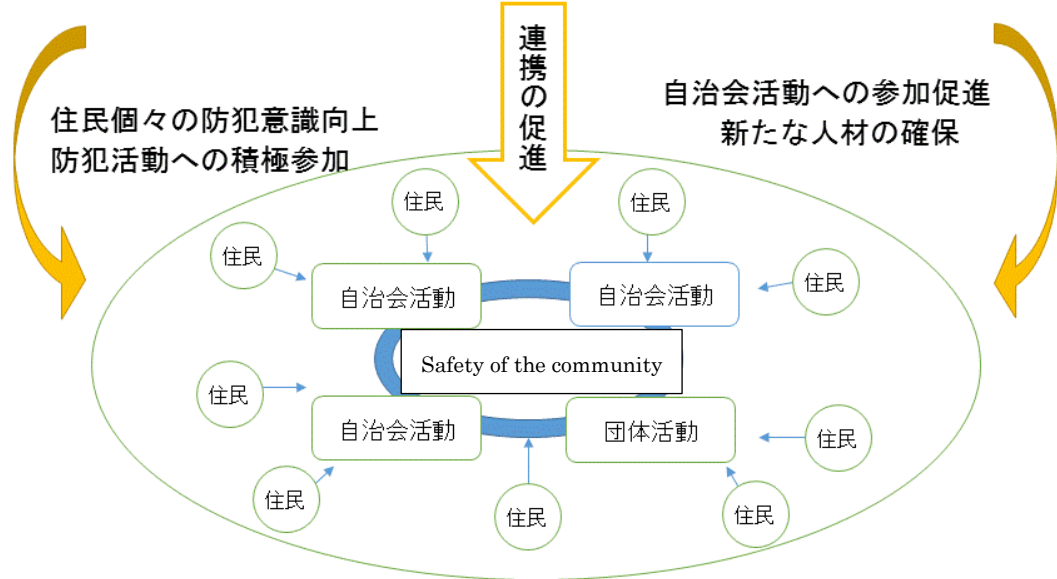 連携の促進
住民個々の防犯意識向上
防犯活動への積極参加
自治会活動への参加促進
新たな人材の確保
住民
住民
住民
住民
自治会活動
自治会活動
Safety of the community
住民
自治会活動
団体活動
住民
住民
住民
住民